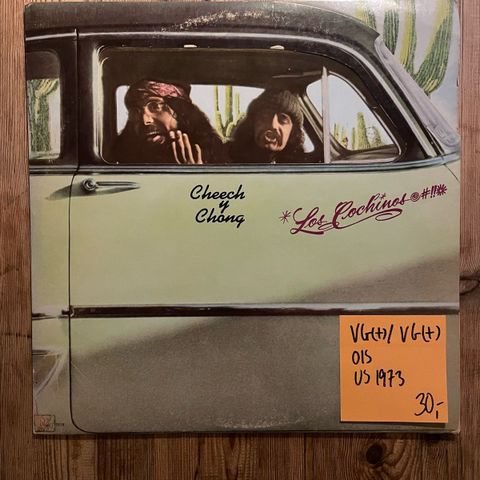 Cheech
y
Chong
*Los Cochinos@#!!*
VG(+)/ VG(+)
OIS
US 1973
30,-